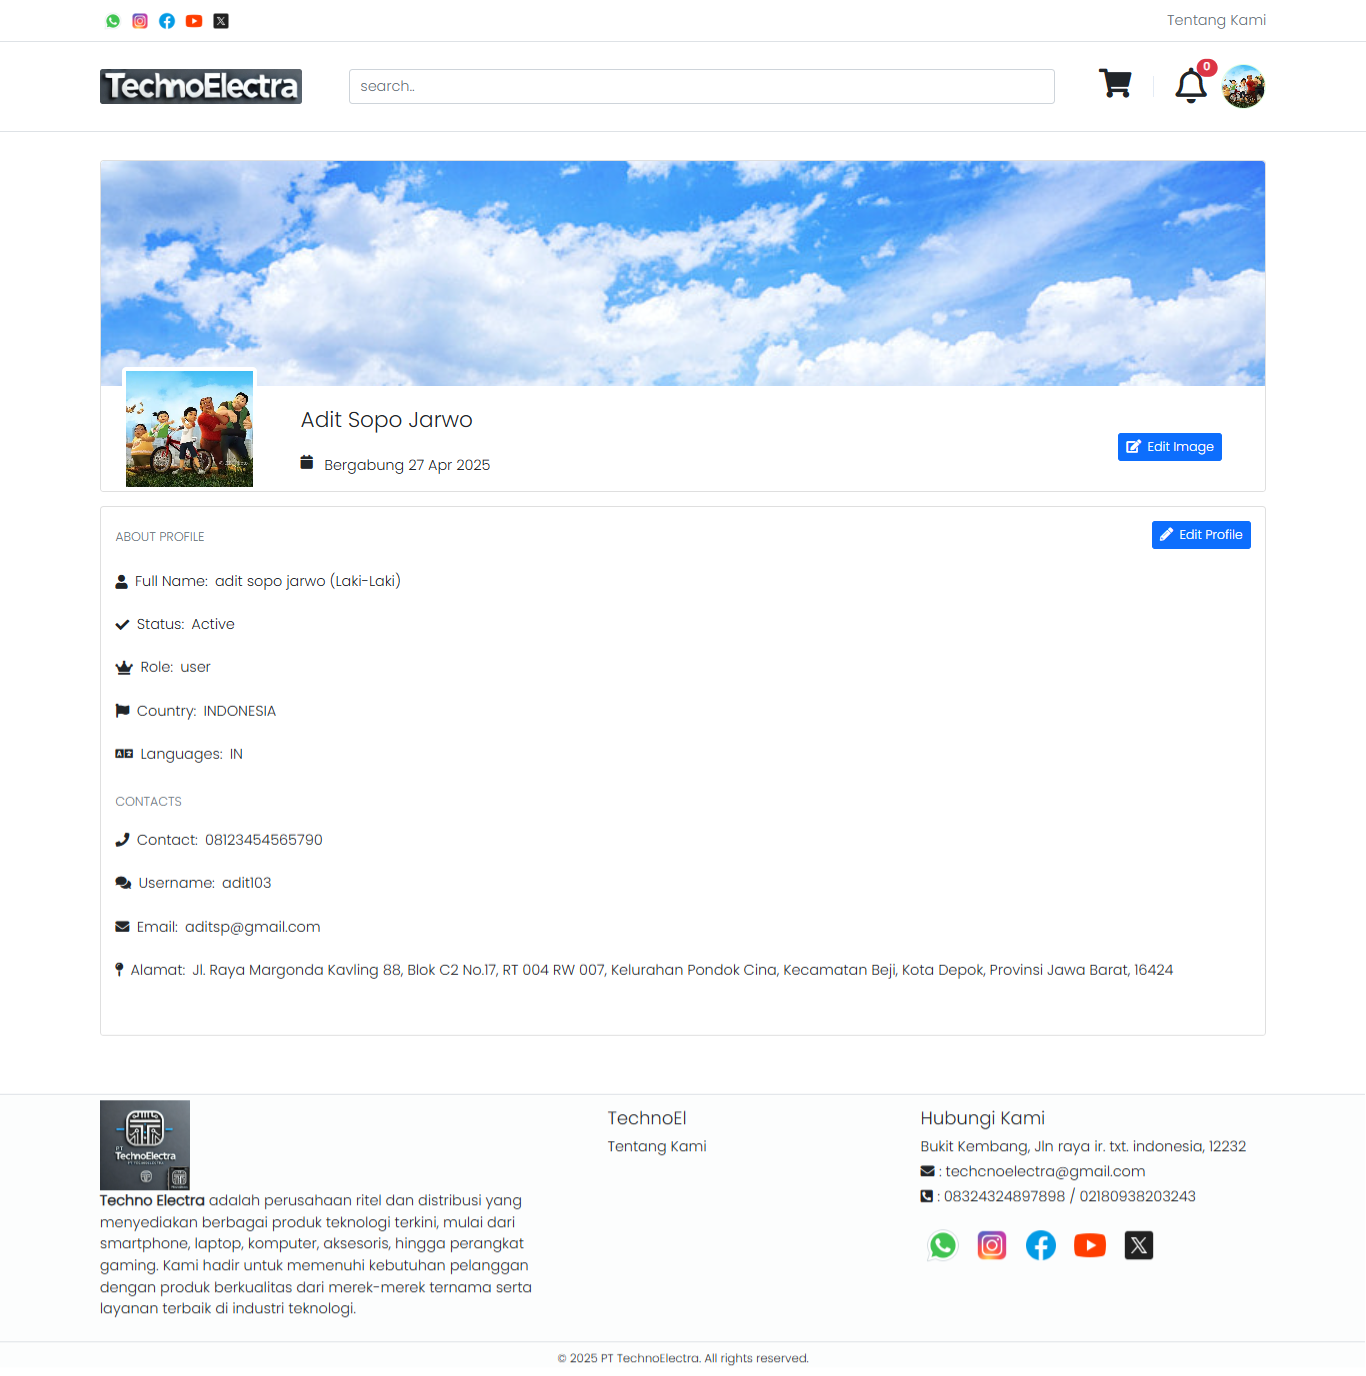 Tentang Kami
TechnoElectra
search..
0
Adit Sopo Jarwo
Bergabung 27 Apr 2025
Edit Image
ABOUT PROFILE
Edit Profile
Full Name: adit sopo jarwo (Laki-Laki)
Status: Active
Role: user
Country: INDONESIA
Languages: IN
CONTACTS
Contact: 08123454565790
Username: adit103
Email: aditsp@gmail.com
Alamat: Jl. Raya Margonda Kavling 88, Blok C2 No.17, RT 004 RW 007, Kelurahan Pondok Cina, Kecamatan Beji, Kota Depok, Provinsi Jawa Barat, 16424
PT
TechnoElectra
Techno Electra adalah perusahaan ritel dan distribusi yang
menyediakan berbagai produk teknologi terkini, mulai dari
smartphone, laptop, komputer, aksesoris, hingga perangkat
gaming. Kami hadir untuk memenuhi kebutuhan pelanggan
dengan produk berkualitas dari merek-merek ternama serta
layanan terbaik di industri teknologi.
TechnoEl
Tentang Kami
Hubungi Kami
Bukit Kembang, Jln raya ir. txt. indonesia, 12232
: techcnoelectra@gmail.com
: 08324324897898 / 02180938203243
© 2025 PT TechnoElectra. All rights reserved.